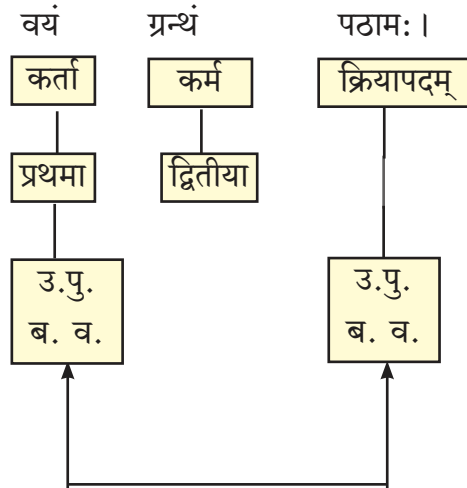 वयं ग्रन्थं पठाम:।
कर्ता कर्म क्रियापदम्
प्रथमा द्वितीया
उ.पु. उ.पु.
ब. व. ब. व.